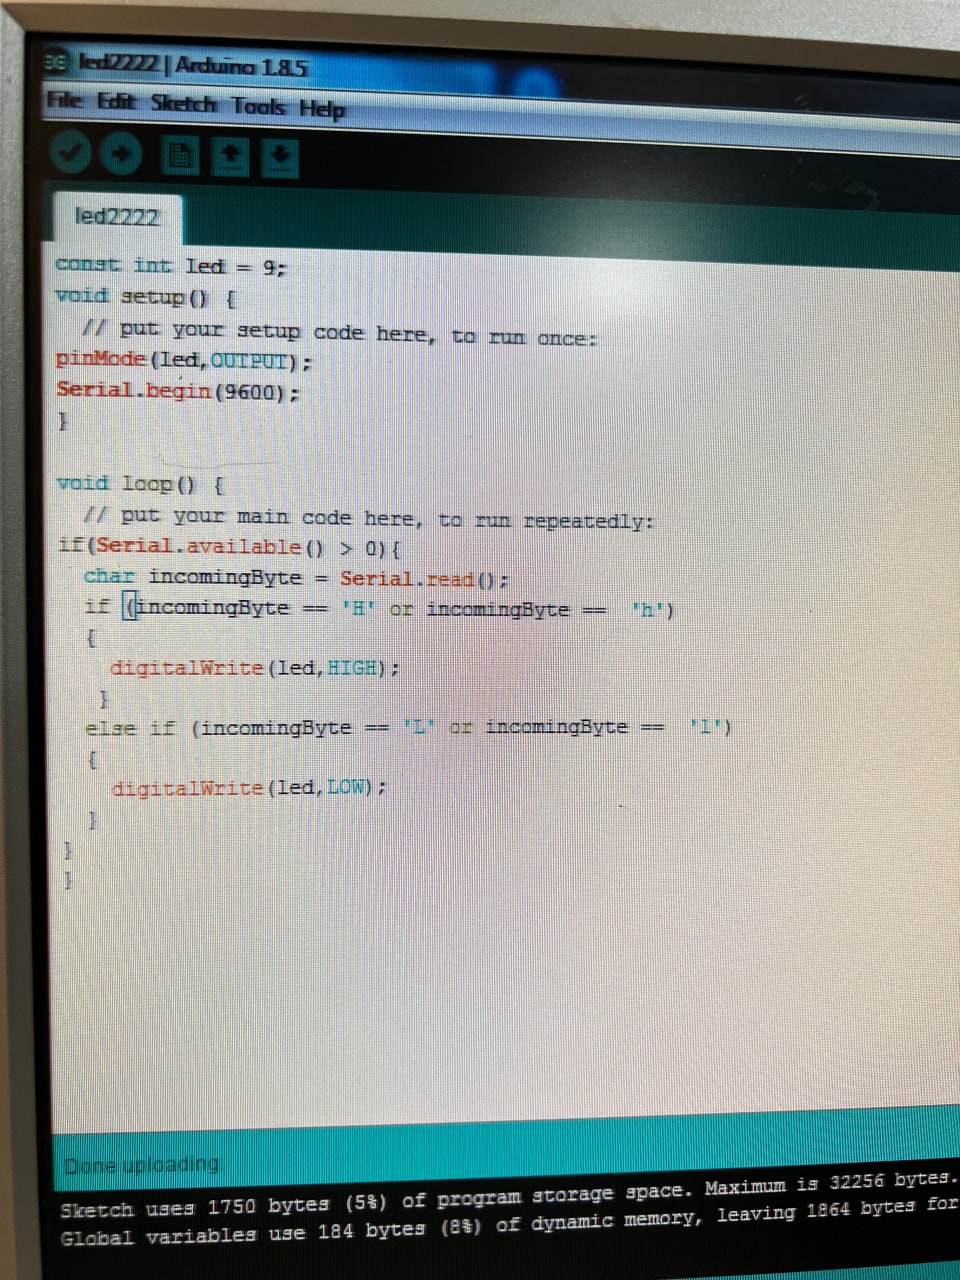 led2222 | Arduino 1.8.5
File Edit Sketch Tools Help
led2222
const int led = 9;
void setup() {
  // put your setup code here, to run once:
pinMode(led,OUTPUT);
Serial.begin(9600);
}
void loop() {
  // put your main code here, to run repeatedly:
if(Serial.available() > 0){
  char incomingByte = Serial.read();
  if (incomingByte == 'H' or incomingByte ==  'h')
  {
    digitalWrite(led,HIGH);
   }
  else if (incomingByte == 'L' or incomingByte ==  'l')
  {
    digitalWrite(led,LOW);
  }
}
}
Done uploading.
Sketch uses 1750 bytes (5%) of program storage space. Maximum is 32256 bytes.
Global variables use 184 bytes (8%) of dynamic memory, leaving 1864 bytes for